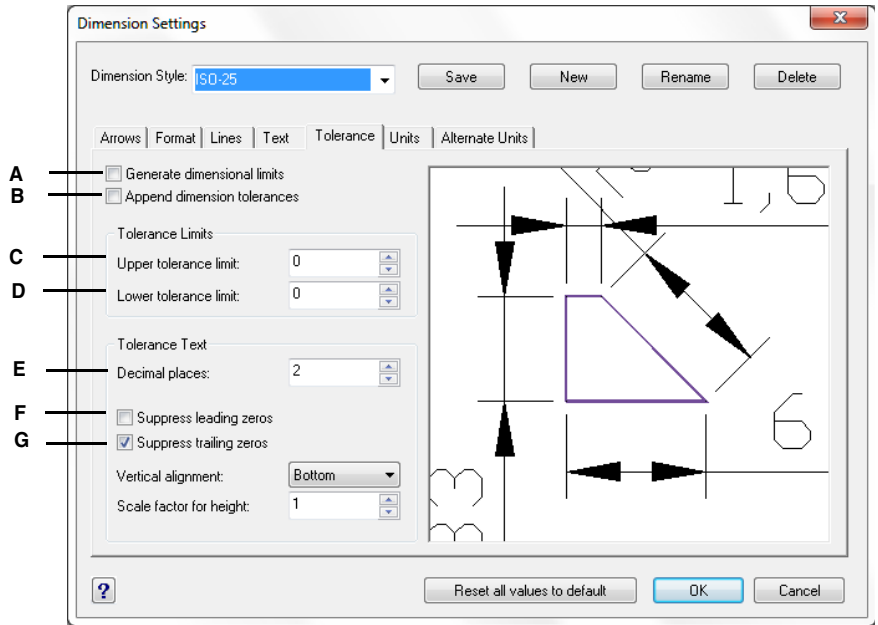 Dimension Settings
Dimension Style: ISO-25 Save New Rename Delete
Arrows Format Lines Text Tolerance Units Alternate Units
A Generate dimensional limits
B Append dimension tolerances
Tolerance Limits
C Upper tolerance limit: 0
D Lower tolerance limit: 0
Tolerance Text
E Decimal places: 2
F Suppress leading zeros
G Suppress trailing zeros
Vertical alignment: Bottom
Scale factor for height: 1
6
? Reset all values to default OK Cancel